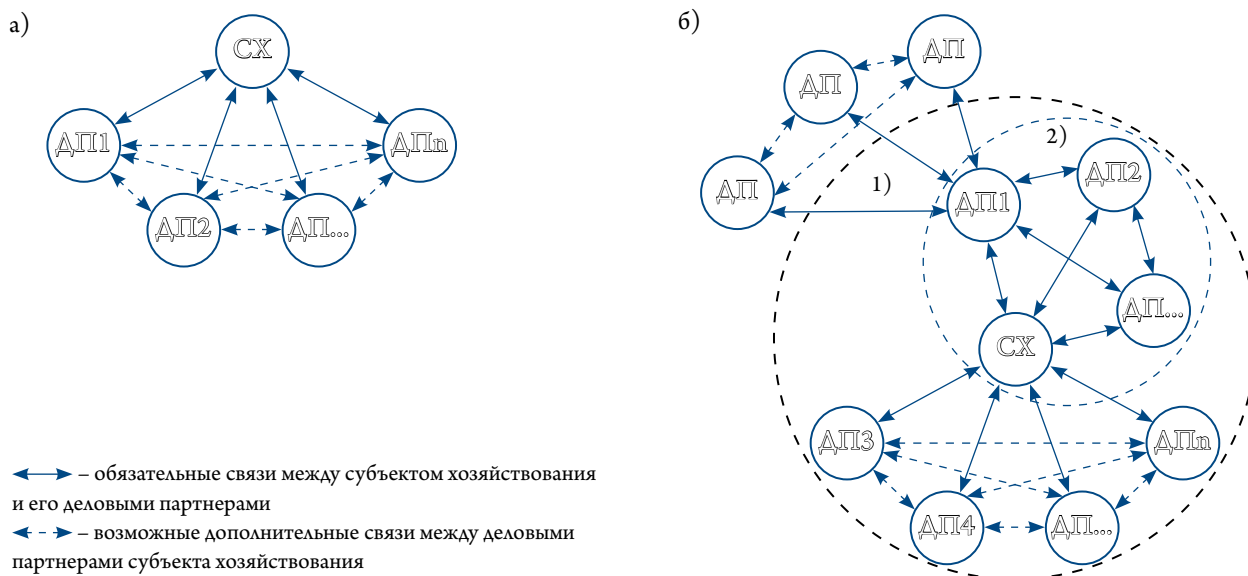 а)
СХ
ДП1
ДПn
ДП2
ДП...
б)
ДП
ДП
ДП
1)
2)
ДП1
ДП2
ДП...
СХ
ДП3
ДПn
ДП4
ДП...
– обязательные связи между субъектом хозяйствования
и его деловыми партнерами
– возможные дополнительные связи между деловыми
партнерами субъекта хозяйствования